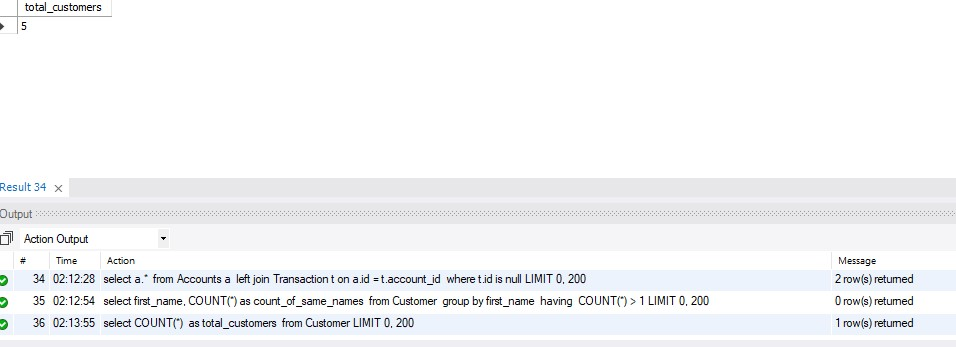 total_customers
5
Result 34
Output
Action Output
# Time Action Message
34 02:12:28 select a.* from Accounts a left join Transaction t on a.id = t.account_id where t.id is null LIMIT 0, 200 2 row(s) returned
35 02:12:54 select first_name, COUNT(*) as count_of_same_names from Customer group by first_name having COUNT(*) > 1 LIMIT 0, 200 0 row(s) returned
36 02:13:55 select COUNT(*) as total_customers from Customer LIMIT 0, 200 1 row(s) returned